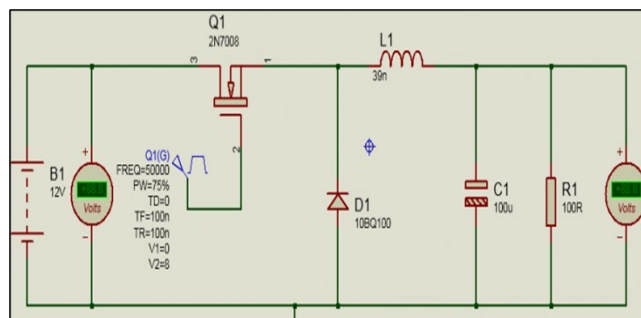 Q1
2N7008
3
1
2
L1
39n
Q1(G)
FREQ=50000
PW=75%
TD=0
TF=100n
TR=100n
V1=0
V2=8
B1
12V
+
Volts
−
D1
10BQ100
C1
100u
R1
100R
+
Volts
−